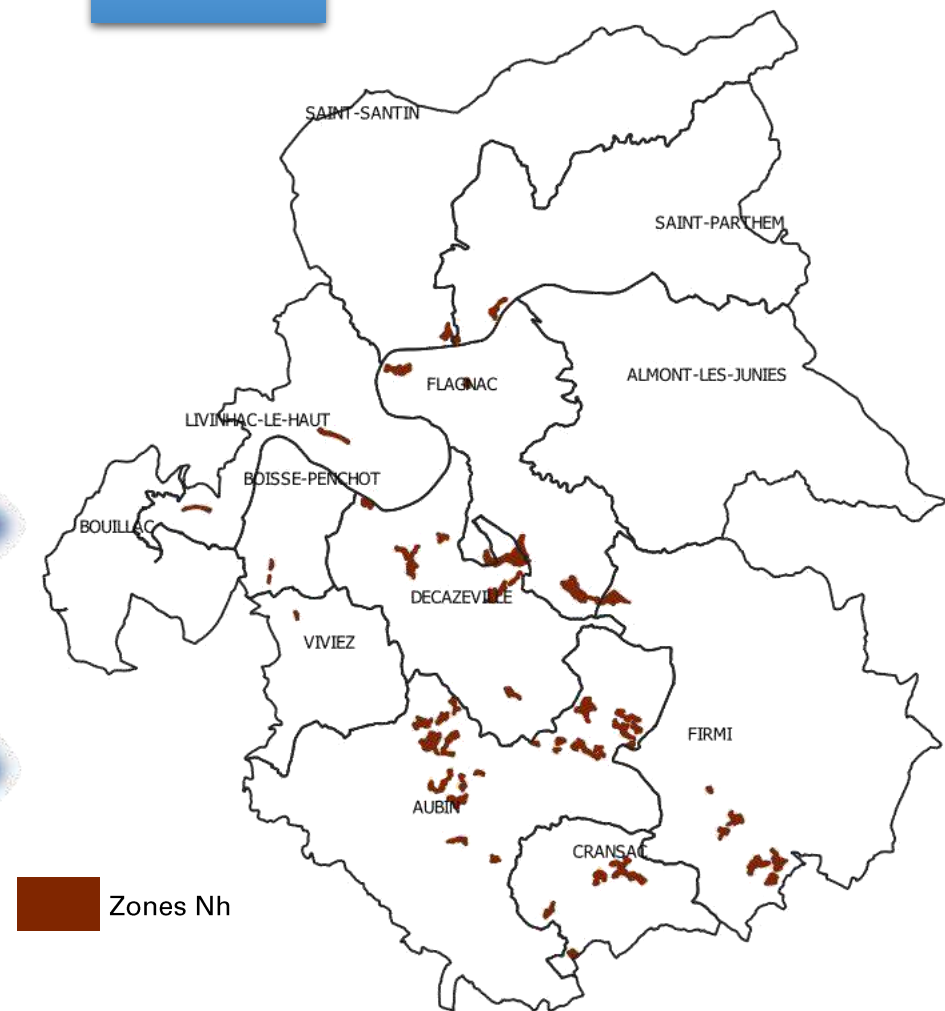 SAINT-SANTIN
SAINT-PARTHEM
ALMONT-LES-JUNIES
FLAGNAC
LIVINHAC-LE-HAUT
BOISSE-PENCHOT
BOUILLAC
DECAZEVILLE
VIVIEZ
FIRMI
AUBIN
CRANSAC
Zones Nh